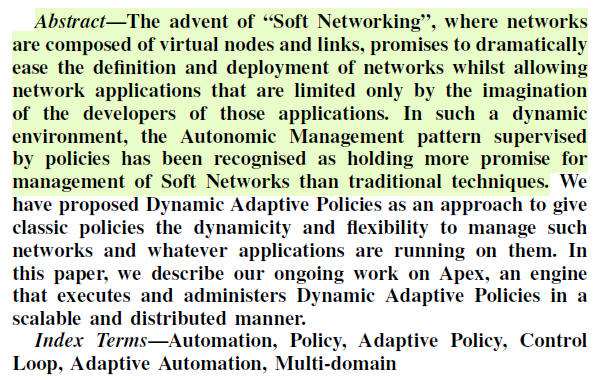 Abstract—The advent of “Soft Networking”, where networks
are composed of virtual nodes and links, promises to dramatically
ease the definition and deployment of networks whilst allowing
network applications that are limited only by the imagination
of the developers of those applications. In such a dynamic
environment, the Autonomic Management pattern supervised
by policies has been recognised as holding more promise for
management of Soft Networks than traditional techniques. We
have proposed Dynamic Adaptive Policies as an approach to give
classic policies the dynamicity and flexibility to manage such
networks and whatever applications are running on them. In
this paper, we describe our ongoing work on Apex, an engine
that executes and administers Dynamic Adaptive Policies in a
scalable and distributed manner.
Index Terms—Automation, Policy, Adaptive Policy, Control
Loop, Adaptive Automation, Multi-domain